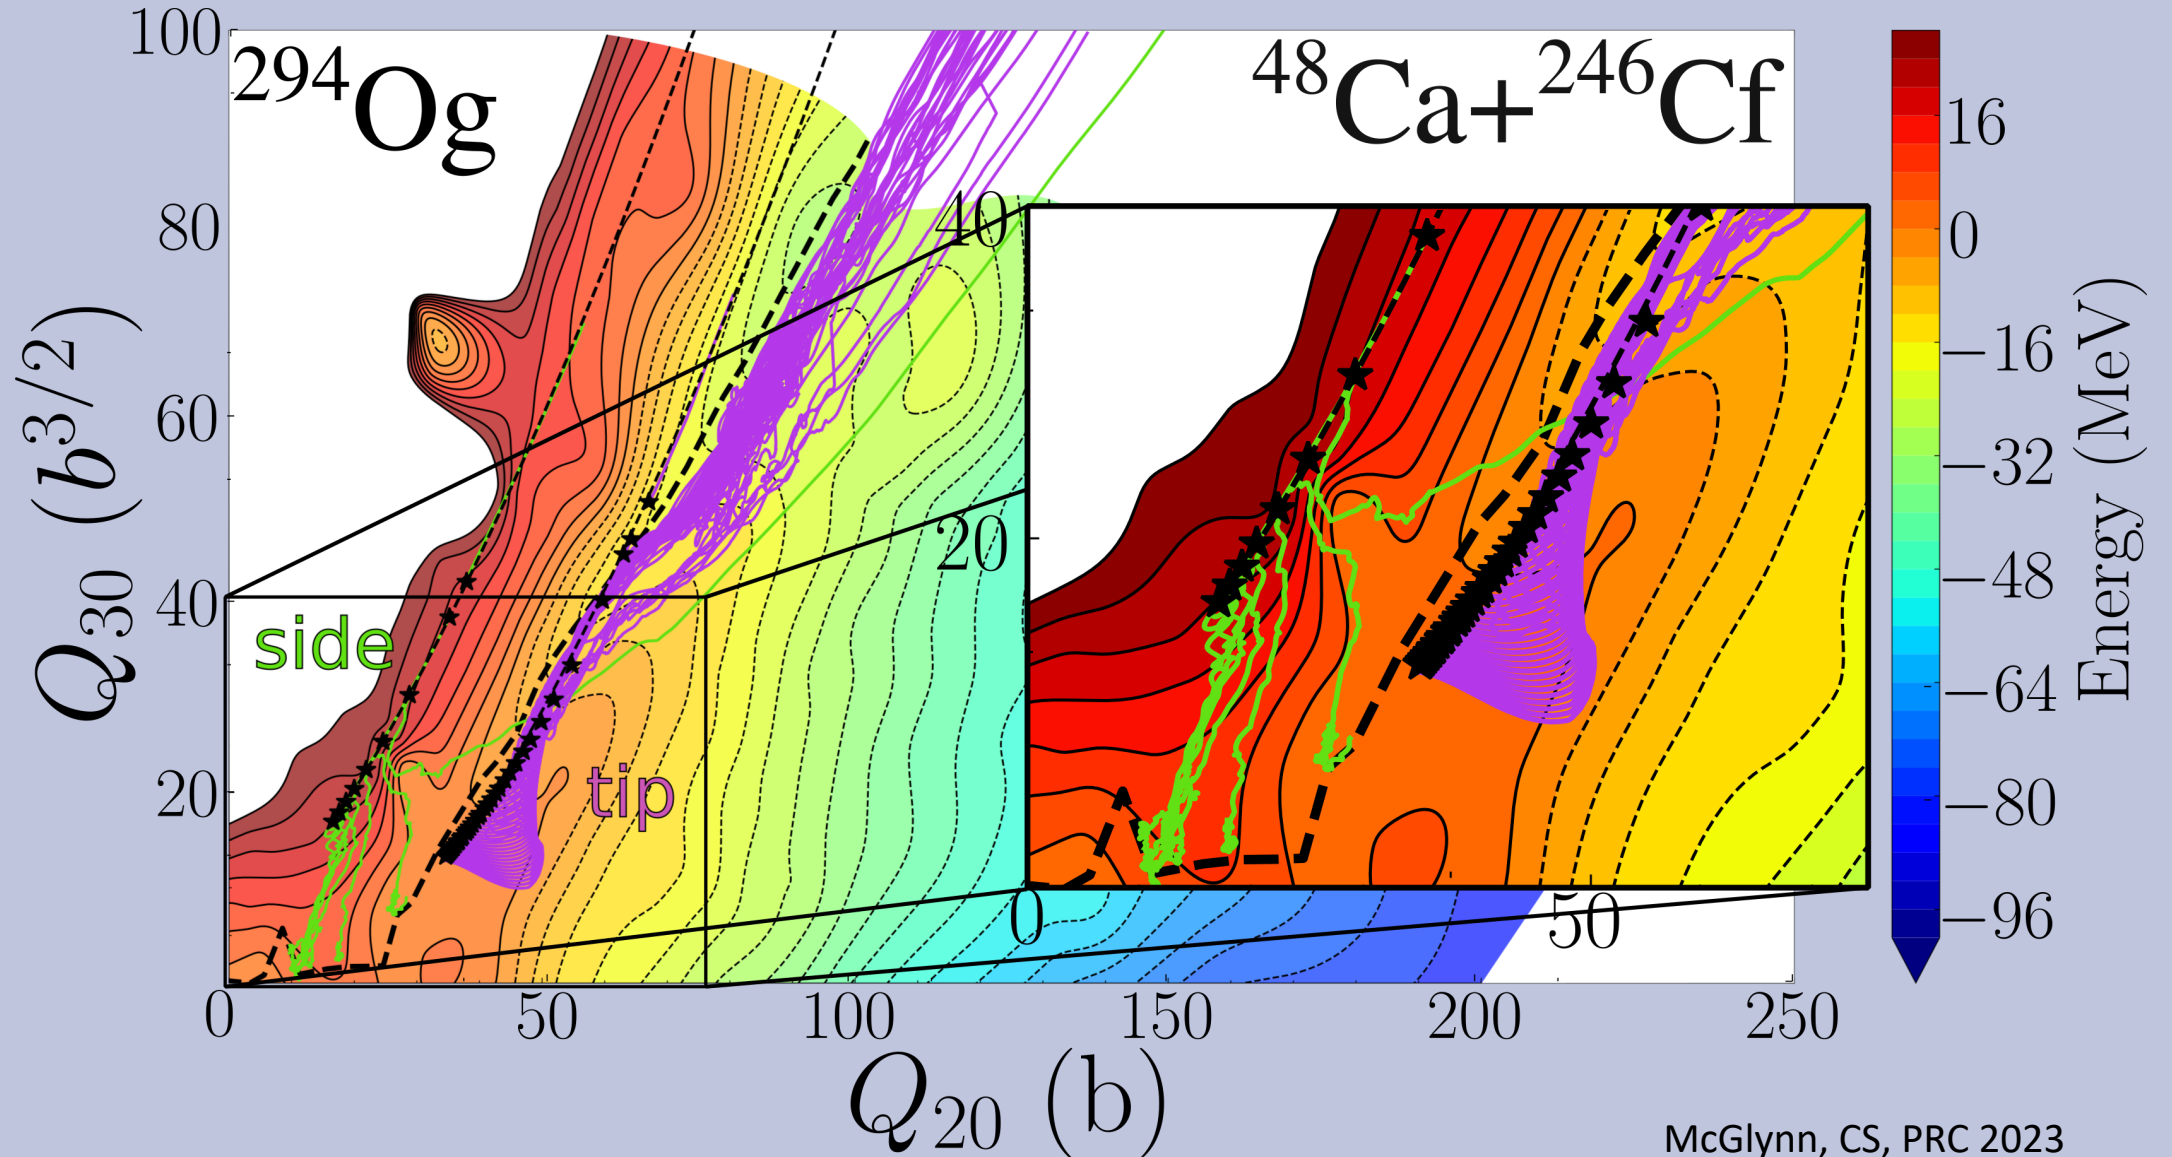 ²⁹⁴Og
⁴⁸Ca+²⁴⁶Cf
100
80
60
40
20
Q₃₀ (b³/²)
side
tip
40
20
0
50
0
50
100
150
200
250
Q₂₀ (b)
16
0
−16
−32
−48
−64
−80
−96
Energy (MeV)
McGlynn, CS, PRC 2023